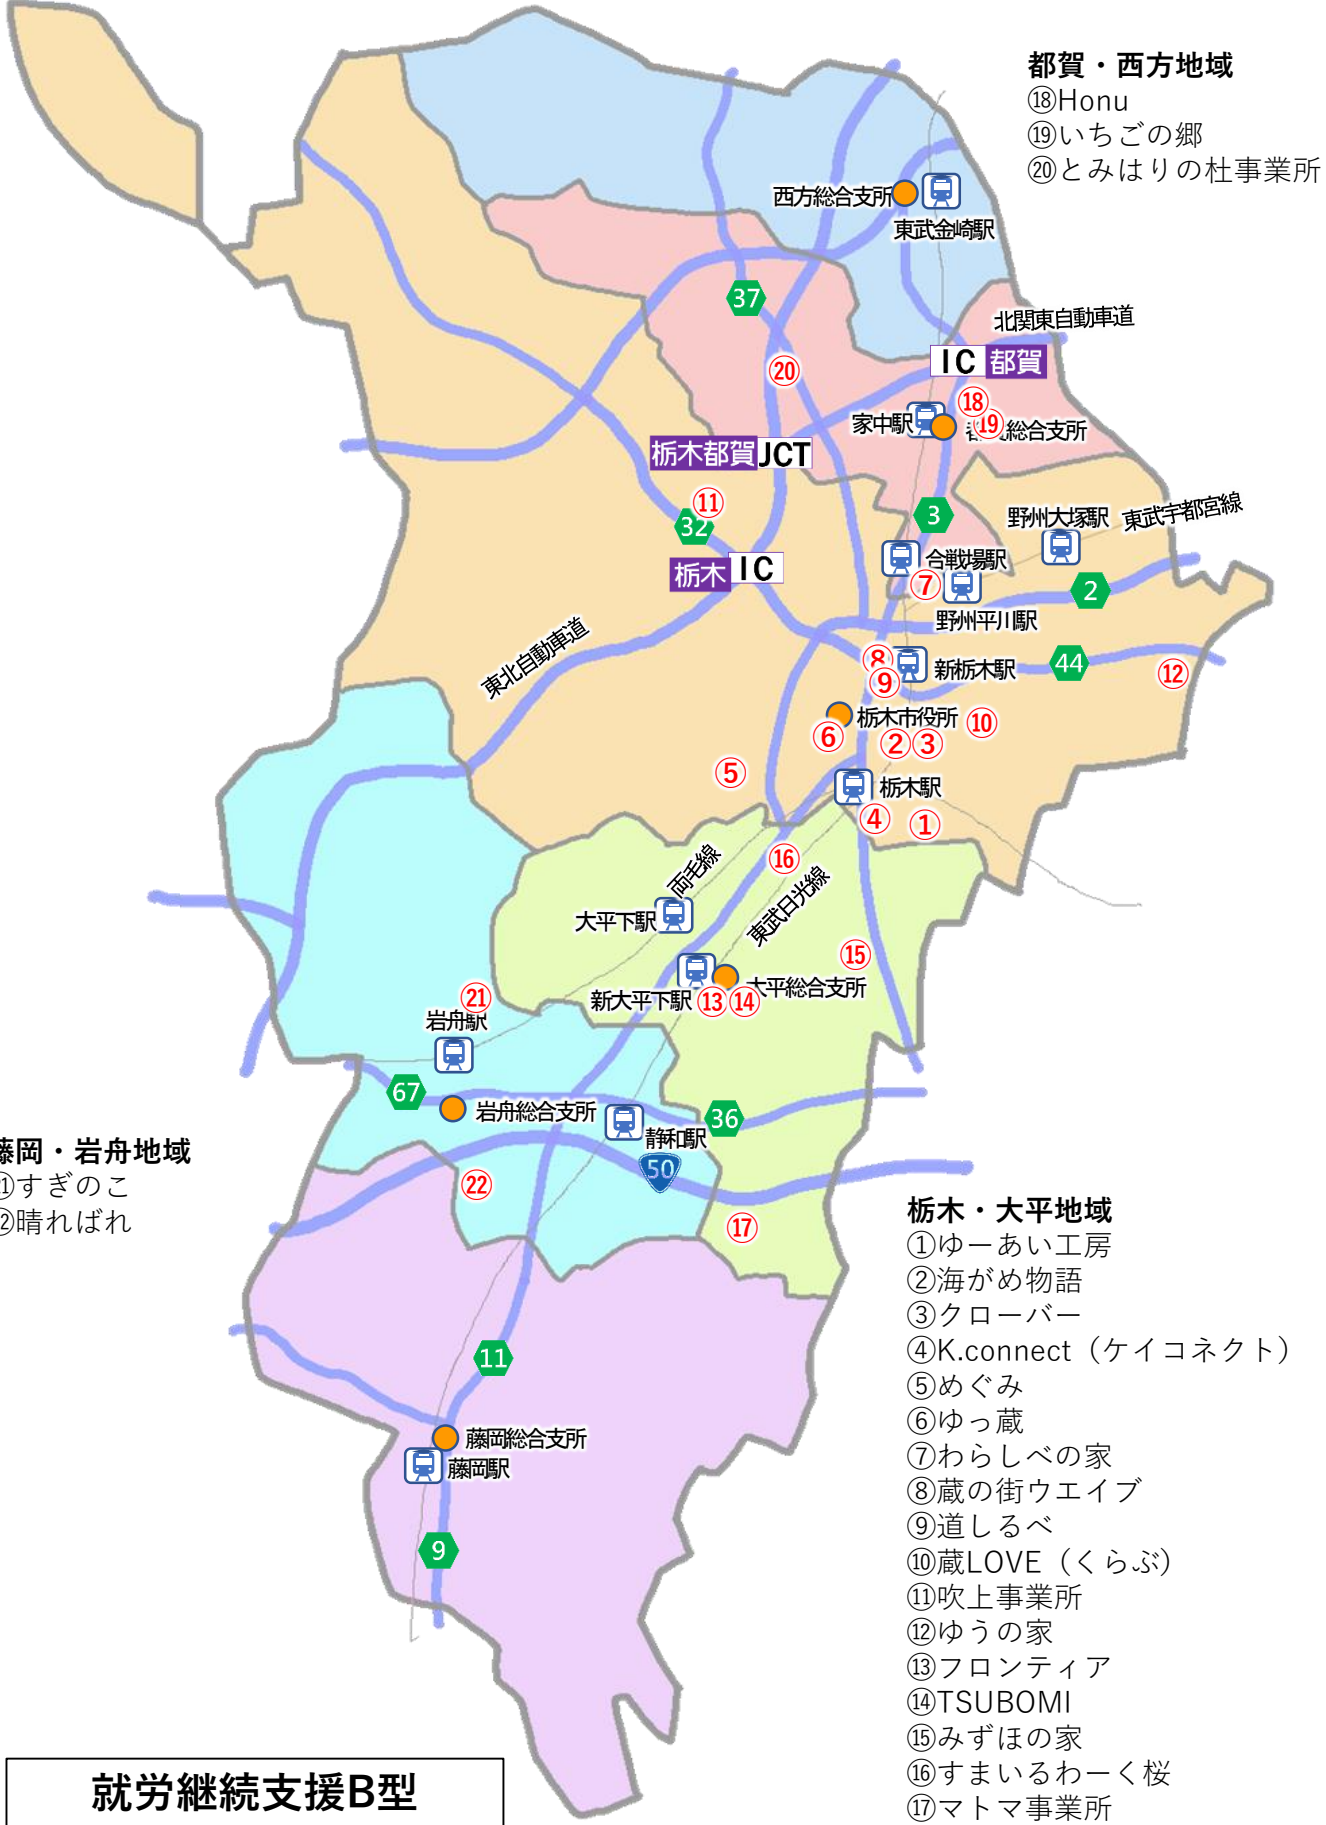 都賀・西方地域
⑱Honu
⑲いちごの郷
⑳とみはりの杜事業所
西方総合支所
東武金崎駅
37
北関東自動車道
IC 都賀
⑳
⑱
家中駅
⑲
総合支所
栃木都賀JCT
⑪
32
3
野州大塚駅
東武宇都宮線
合戦場駅
栃木 IC
⑦
2
野州平川駅
東北自動車道
⑧
新栃木駅
44
⑫
⑨
栃木市役所
⑩
⑥
②③
⑤
栃木駅
④
①
⑯
両毛線
大平下駅
東武日光線
⑮
新大平下駅
大平総合支所
⑬⑭
㉑
岩舟駅
67
岩舟総合支所
36
静和駅
50
㉒
⑰
藤岡・岩舟地域
㉑すぎのこ
㉒晴ればれ
11
藤岡総合支所
藤岡駅
9
栃木・大平地域
①ゆーあい工房
②海がめ物語
③クローバー
④K.connect（ケイコネクト）
⑤めぐみ
⑥ゆっ蔵
⑦わらしべの家
⑧蔵の街ウエイブ
⑨道しるべ
⑩蔵LOVE（くらぶ）
⑪吹上事業所
⑫ゆうの家
⑬フロンティア
⑭TSUBOMI
⑮みずほの家
⑯すまいるわーく桜
⑰マトマ事業所
就労継続支援B型